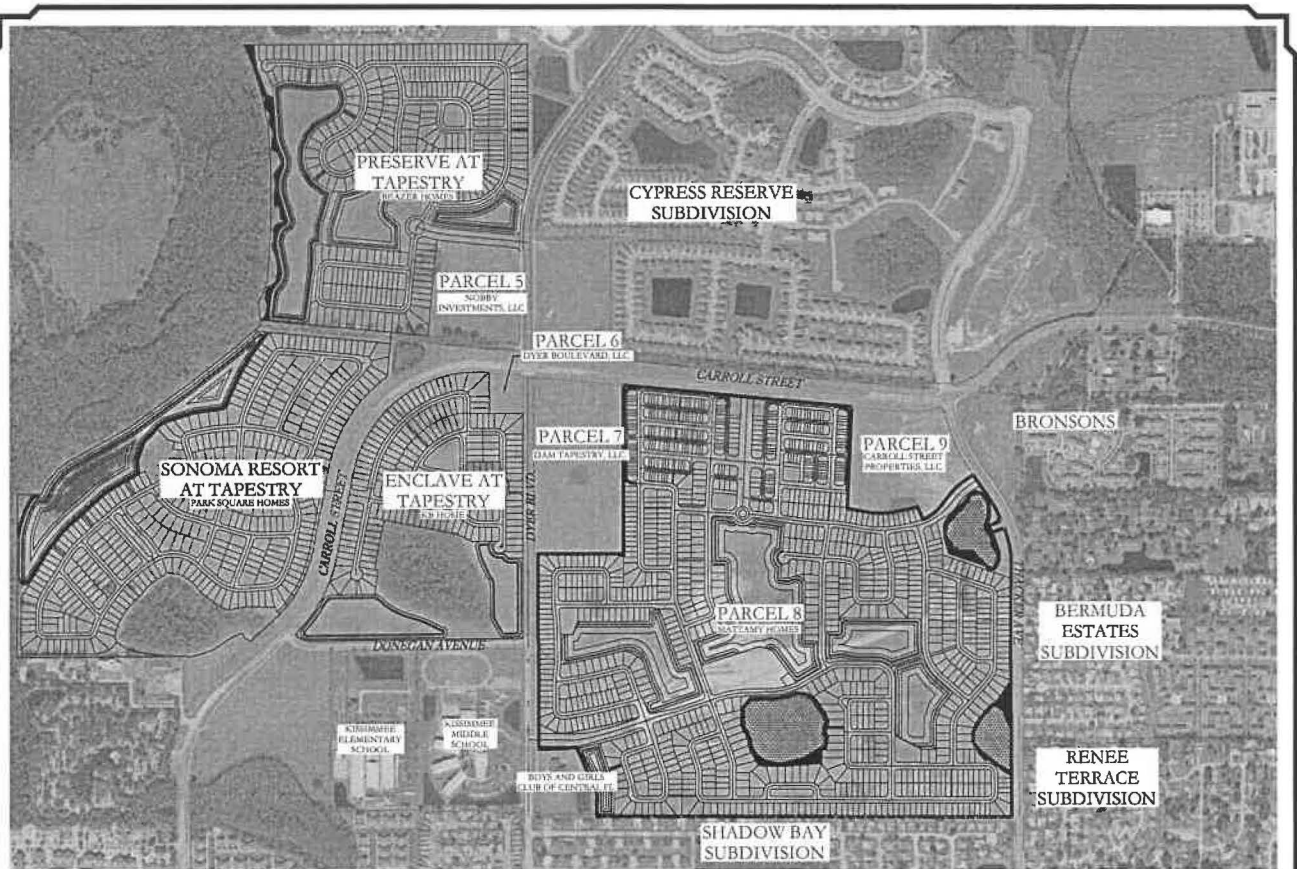 PRESERVE AT
TAPESTRY
BEAZER HOMES
CYPRESS RESERVE
SUBDIVISION
PARCEL 5
NOBBY
INVESTMENTS, LLC
PARCEL 6
DYER BOULEVARD, LLC
CARROLL STREET
PARCEL 7
DAM TAPESTRY, LLC
PARCEL 9
CARROLL STREET
PROPERTIES, LLC
BRONSONS
SONOMA RESORT
AT TAPESTRY
PARK SQUARE HOMES
ENCLAVE AT
TAPESTRY
KB HOME
CARROLL STREET
DYER BLVD.
PARCEL 8
MATTAMY HOMES
BERMUDA
ESTATES
SUBDIVISION
DONEGAN AVENUE
KISSIMMEE
ELEMENTARY
SCHOOL
KISSIMMEE
MIDDLE
SCHOOL
BOYS AND GIRLS
CLUB OF CENTRAL FL.
RENEE
TERRACE
SUBDIVISION
SHADOW BAY
SUBDIVISION